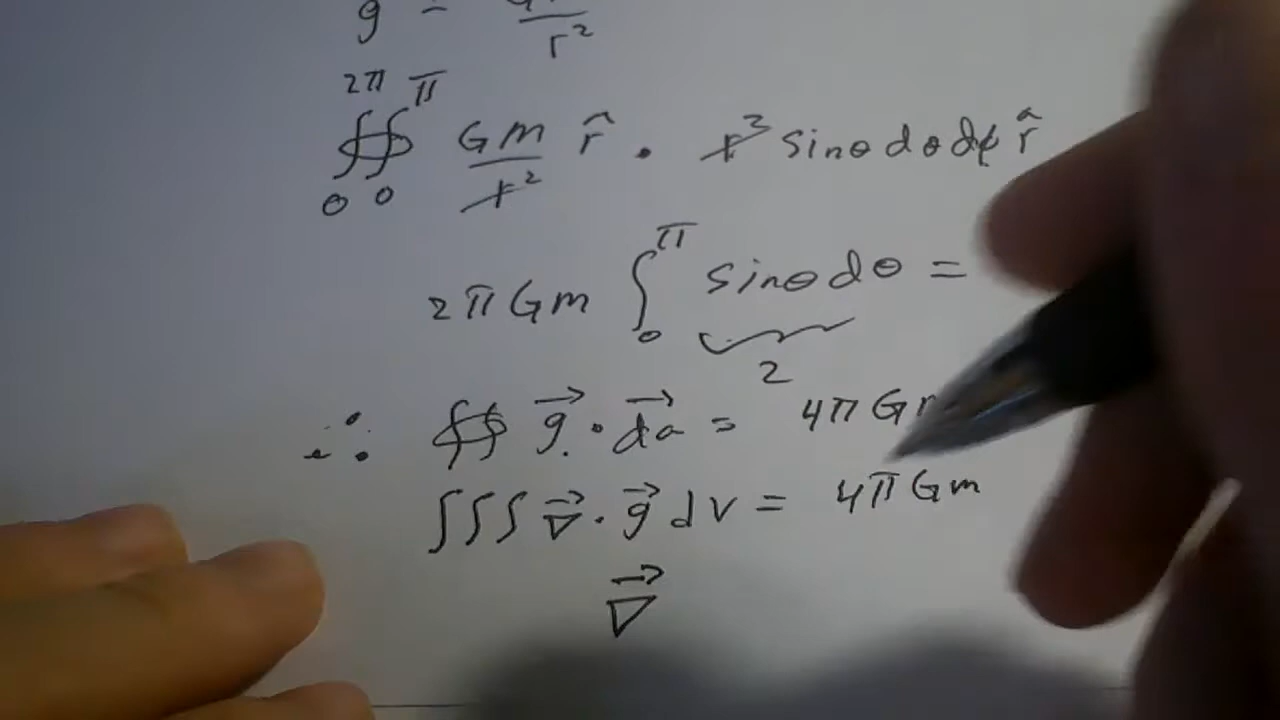 g = r²
2π π
∯ Gm/r² r̂ · r² sinθ dθ dϕ r̂
0 0
2π Gm ∫₀^π sinθ dθ =
2
∴ ∯ g⃗ · da⃗ = 4π G
∫∫∫ ∇⃗ · g⃗ dv = 4π Gm
∇⃗